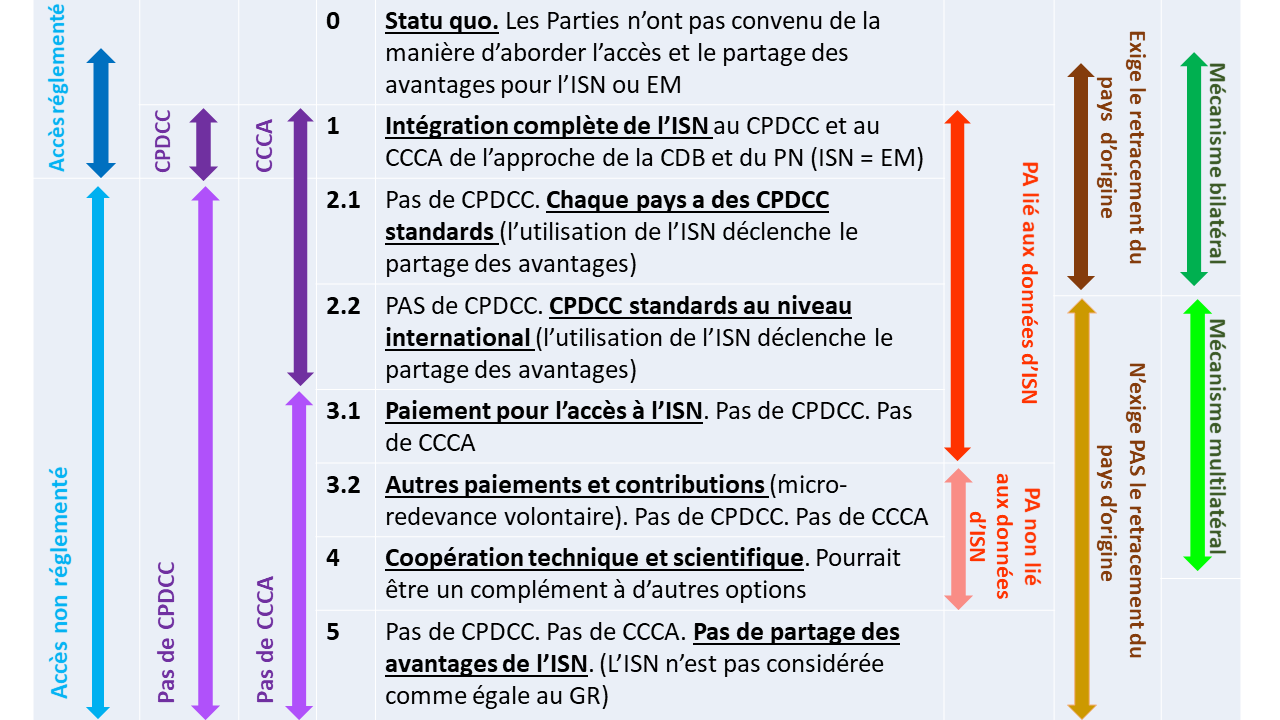 Accès réglementé
Accès non réglementé
CPDCC
Pas de CPDCC
CCCA
Pas de CCCA
0
Statu quo. Les Parties n’ont pas convenu de la
manière d’aborder l’accès et le partage des
avantages pour l’ISN ou EM
1
Intégration complète de l’ISN au CPDCC et au
CCCA de l’approche de la CDB et du PN (ISN = EM)
2.1
Pas de CPDCC. Chaque pays a des CPDCC
standards (l’utilisation de l’ISN déclenche le
partage des avantages)
2.2
PAS de CPDCC. CPDCC standards au niveau
international (l’utilisation de l’ISN déclenche le
partage des avantages)
3.1
Paiement pour l’accès à l’ISN. Pas de CPDCC. Pas
de CCCA
3.2
Autres paiements et contributions (micro-
redevance volontaire). Pas de CPDCC. Pas de CCCA
4
Coopération technique et scientifique. Pourrait
être un complément à d’autres options
5
Pas de CPDCC. Pas de CCCA. Pas de partage des
avantages de l’ISN. (L’ISN n’est pas considérée
comme égale au GR)
PA lié aux données d’ISN
PA non lié
aux données
d’ISN
Exige le retracement du
pays d’origine
N’exige PAS le retracement du
pays d’origine
Mécanisme bilatéral
Mécanisme multilatéral